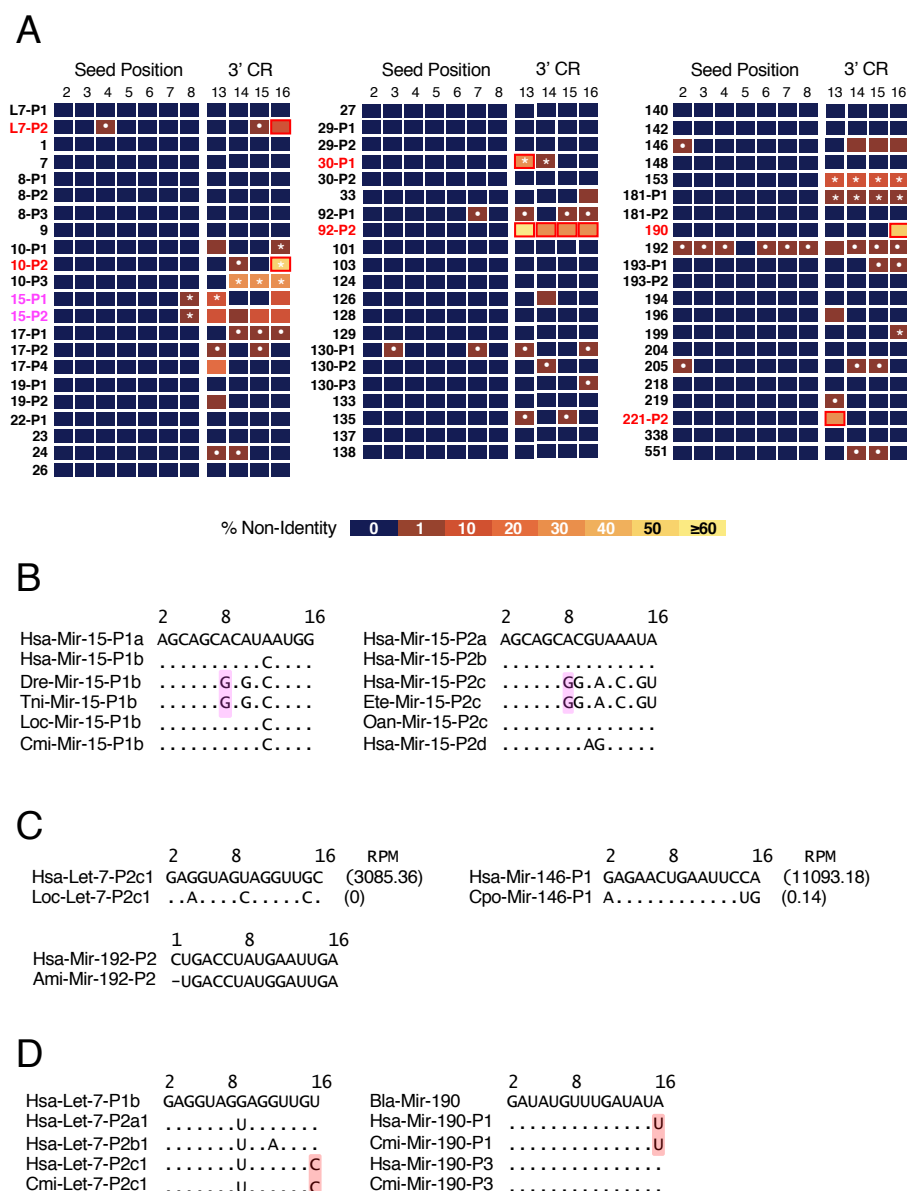 A
Seed Position 3' CR
2 3 4 5 6 7 8 13 14 15 16
L7-P1
L7-P2
1
7
8-P1
8-P2
8-P3
9
10-P1
10-P2
10-P3
15-P1
15-P2
17-P1
17-P2
17-P4
19-P1
19-P2
22-P1
23
24
26
Seed Position 3' CR
2 3 4 5 6 7 8 13 14 15 16
27
29-P1
29-P2
30-P1
30-P2
33
92-P1
92-P2
101
103
124
126
128
129
130-P1
130-P2
130-P3
133
135
137
138
Seed Position 3' CR
2 3 4 5 6 7 8 13 14 15 16
140
142
146
148
153
181-P1
181-P2
190
192
193-P1
193-P2
194
196
199
204
205
218
219
221-P2
338
551
% Non-Identity 0 1 10 20 30 40 50 ≥60
B
2 8 16
Hsa-Mir-15-P1a AGCAGCACAUAAUGG
Hsa-Mir-15-P1b ..........C....
Dre-Mir-15-P1b ......G.G.C....
Tni-Mir-15-P1b ......G.G.C....
Loc-Mir-15-P1b ..........C....
Cmi-Mir-15-P1b ..........C....
2 8 16
Hsa-Mir-15-P2a AGCAGCACGUAAAUA
Hsa-Mir-15-P2b ...............
Hsa-Mir-15-P2c ......GG.A.C.GU
Ete-Mir-15-P2c ......GG.A.C.GU
Oan-Mir-15-P2c ...............
Hsa-Mir-15-P2d ........AG.....
C
2 8 16 RPM
Hsa-Let-7-P2c1 GAGGUAGUAGGUUGC (3085.36)
Loc-Let-7-P2c1 ..A....C.....C. (0)
2 8 16 RPM
Hsa-Mir-146-P1 GAGAACUGAAUUCCA (11093.18)
Cpo-Mir-146-P1 A............UG (0.14)
1 8 16
Hsa-Mir-192-P2 CUGACCUAUGAAUUGA
Ami-Mir-192-P2 -UGACCUAUGGAUUGA
D
2 8 16
Hsa-Let-7-P1b GAGGUAGGAGGUUGU
Hsa-Let-7-P2a1 .......U.......
Hsa-Let-7-P2b1 .......U..A....
Hsa-Let-7-P2c1 .......U......C
Cmi-Let-7-P2c1 .......U......C
2 8 16
Bla-Mir-190 GAUAUGUUUGAUAUA
Hsa-Mir-190-P1 ..............U
Cmi-Mir-190-P1 ..............U
Hsa-Mir-190-P3 ...............
Cmi-Mir-190-P3 ...............